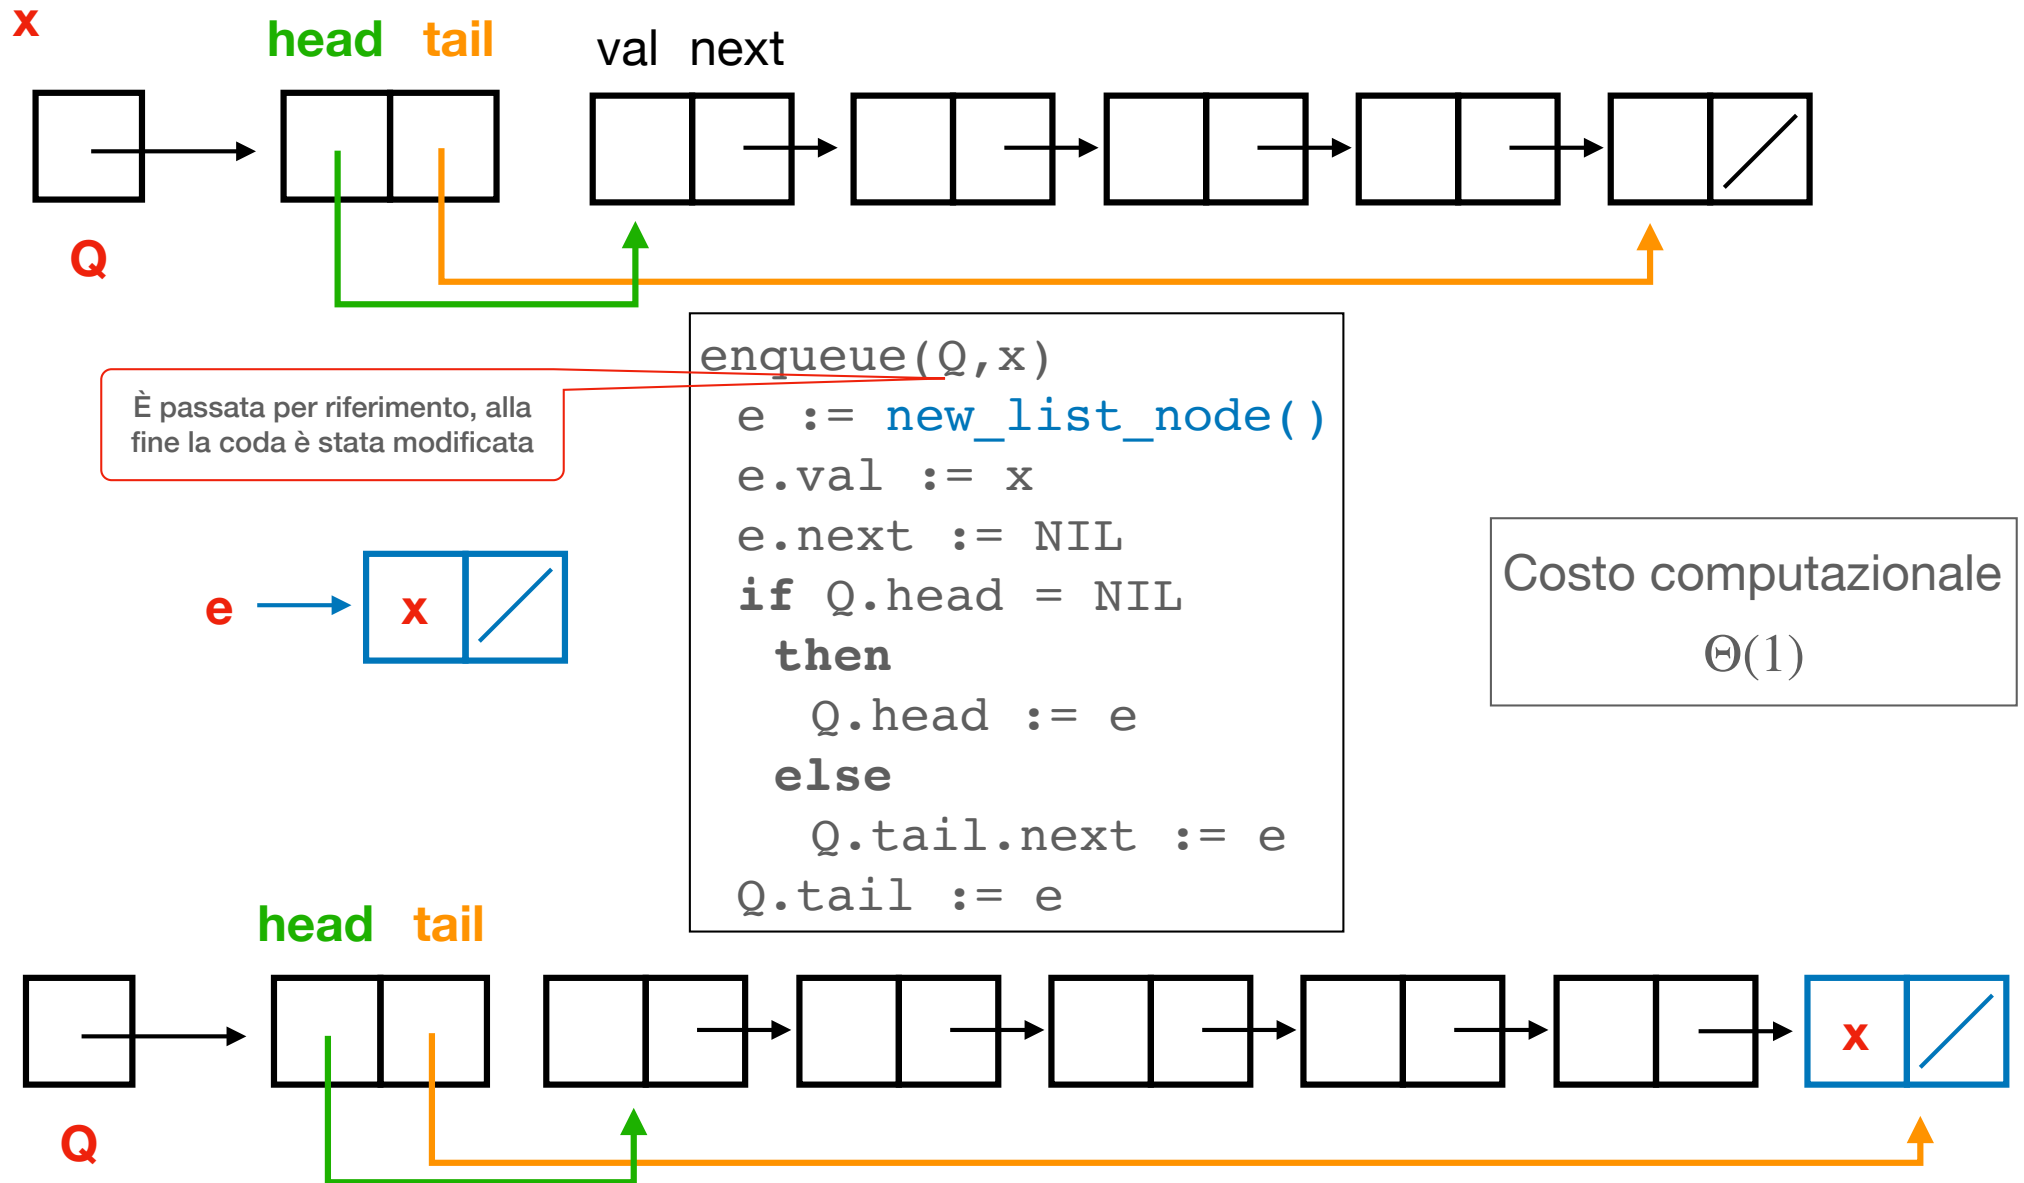 x
head tail val next
Q
enqueue(Q,x)
e := new_list_node()
e.val := x
e.next := NIL
if Q.head = NIL
then
Q.head := e
else
Q.tail.next := e
Q.tail := e
È passata per riferimento, alla
fine la coda è stata modificata
e x
Costo computazionale
Θ(1)
head tail
x
Q